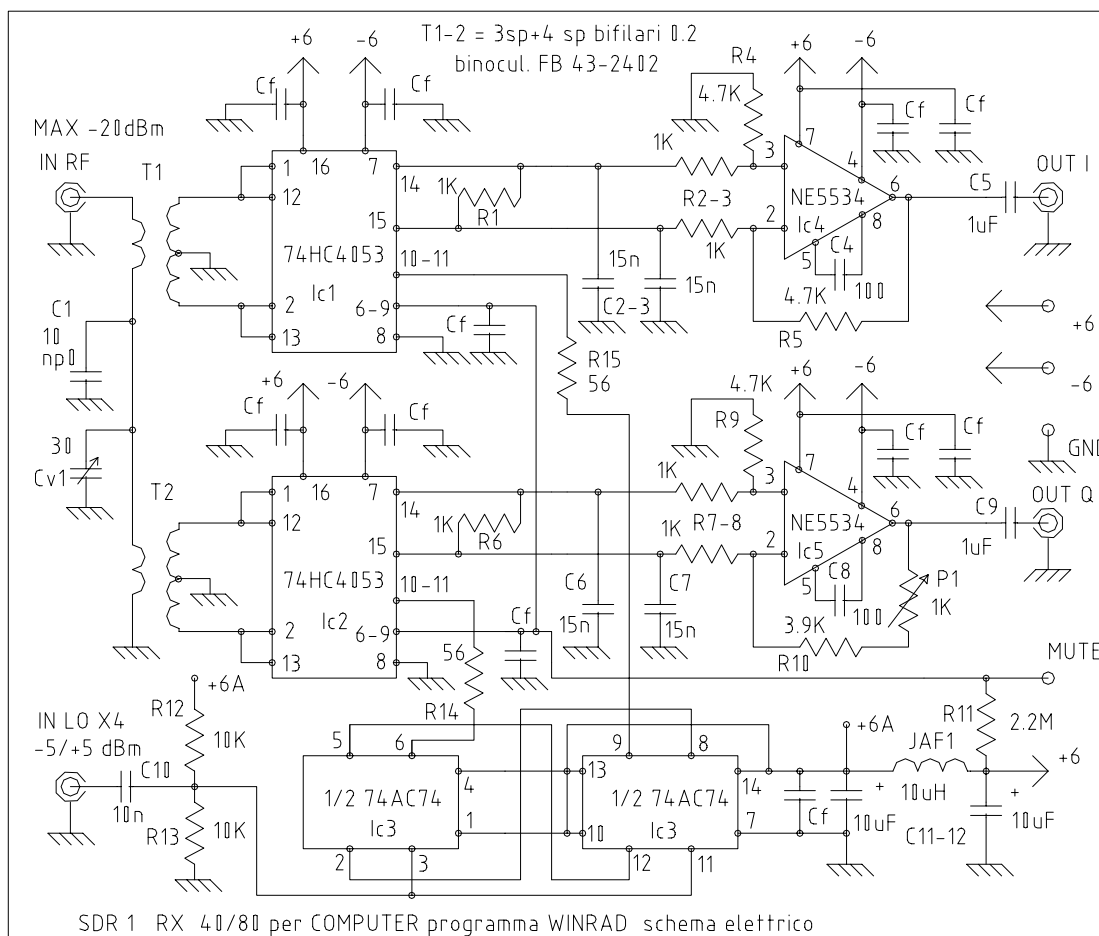 T1-2 = 3sp+4 sp bifilari 0.2
binocul. FB 43-2402
+6
-6
Cf
Cf
MAX -20dBm
IN RF
T1
1
12
2
13
16
7
14
15
10-11
6-9
8
74HC4053
Ic1
Cf
1K
R1
15n
15n
C2-3
R4
4.7K
1K
R2-3
1K
+6
-6
Cf
Cf
3
2
7
4
6
8
5
NE5534
Ic4
C4
100
4.7K
R5
C5
1uF
OUT I
+6
-6
GND
C1
10
np0
30
Cv1
T2
+6
-6
Cf
Cf
1
12
2
13
16
7
14
15
10-11
6-9
8
74HC4053
Ic2
Cf
1K
R6
R15
56
C6
15n
C7
15n
4.7K
R9
1K
R7-8
1K
+6
-6
Cf
Cf
3
2
7
4
6
8
5
NE5534
Ic5
C8
100
3.9K
R10
P1
1K
C9
1uF
OUT Q
MUTE
56
R14
+6A
R12
10K
IN LO X4
-5/+5 dBm
C10
10n
R13
10K
5
6
4
1
2
3
1/2 74AC74
Ic3
9
8
13
10
14
7
12
11
1/2 74AC74
Ic3
+6A
Cf
+
10uF
JAF1
10uH
C11-12
R11
2.2M
+6
+
10uF
SDR 1 RX 40/80 per COMPUTER programma WINRAD schema elettrico